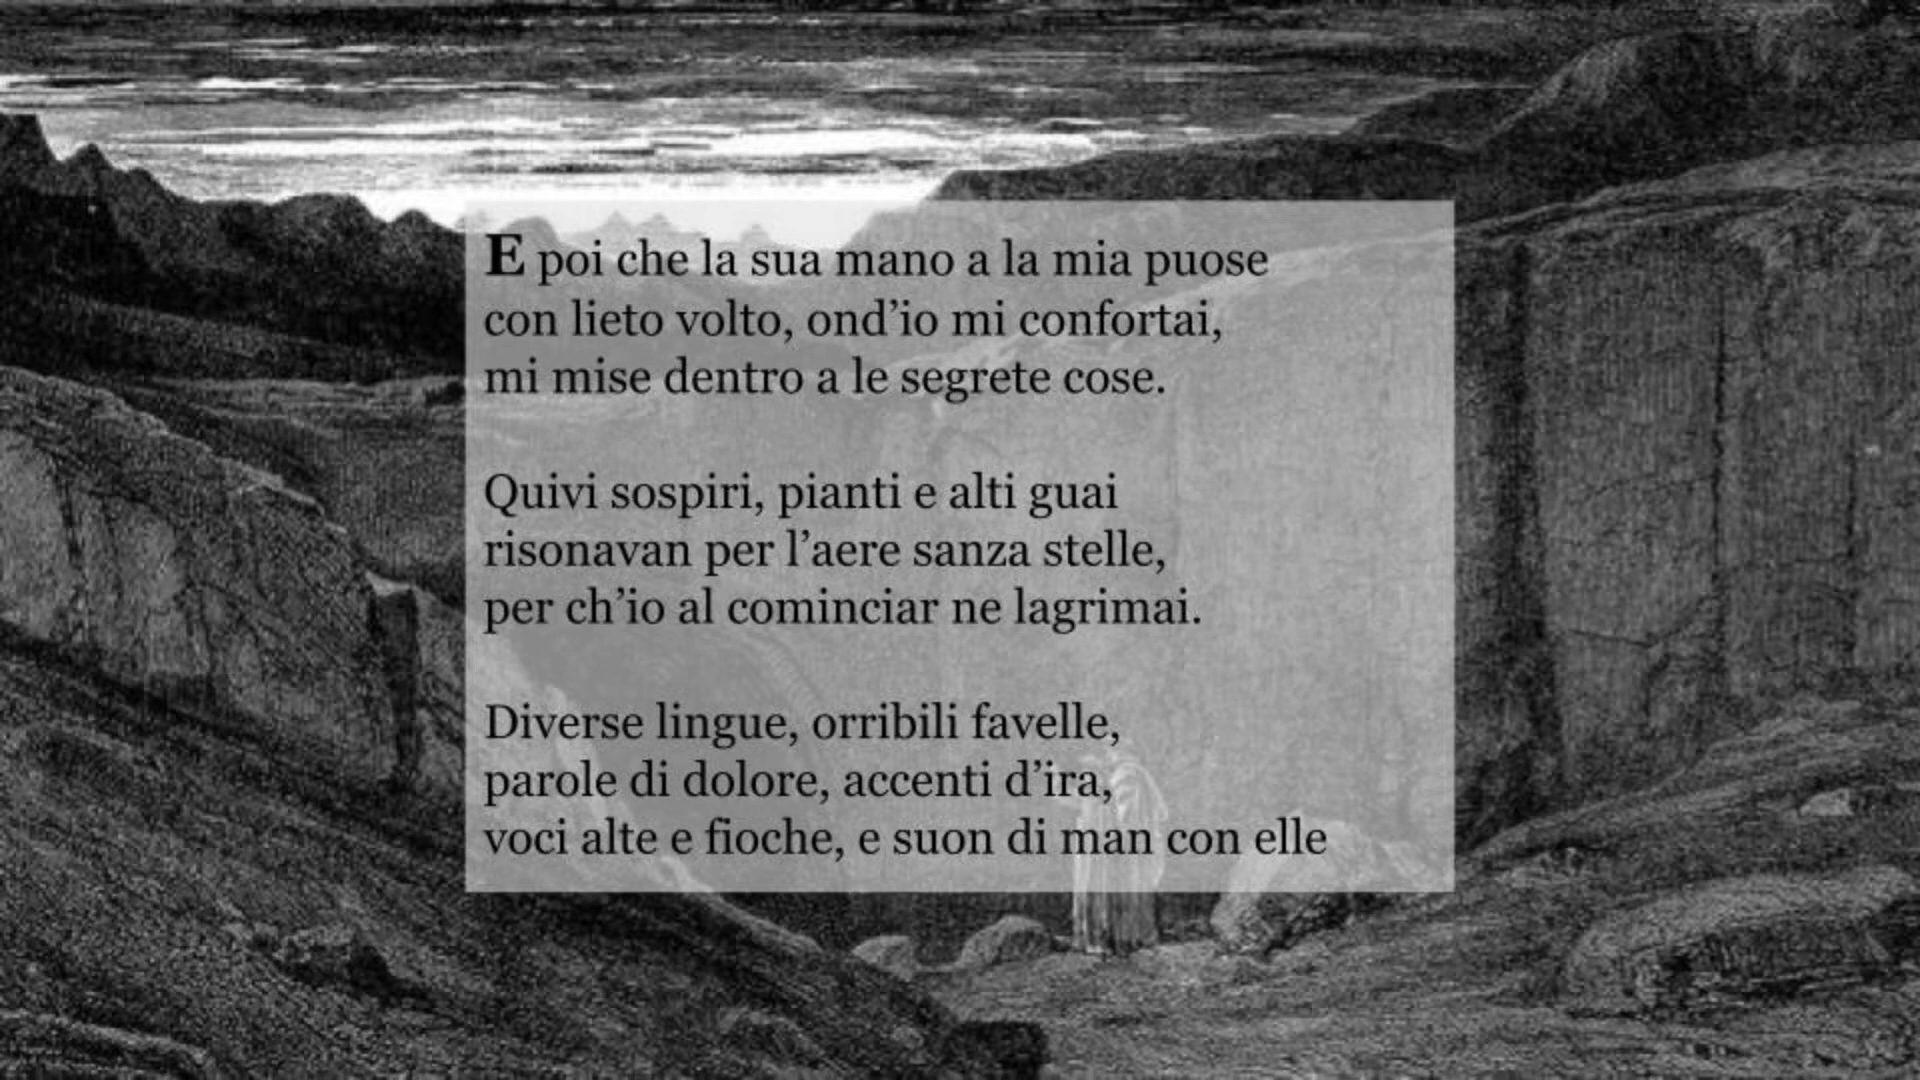 E poi che la sua mano a la mia puose
con lieto volto, ond’io mi confortai,
mi mise dentro a le segrete cose.
Quivi sospiri, pianti e alti guai
risonavan per l’aere sanza stelle,
per ch’io al cominciar ne lagrimai.
Diverse lingue, orribili favelle,
parole di dolore, accenti d’ira,
voci alte e fioche, e suon di man con elle